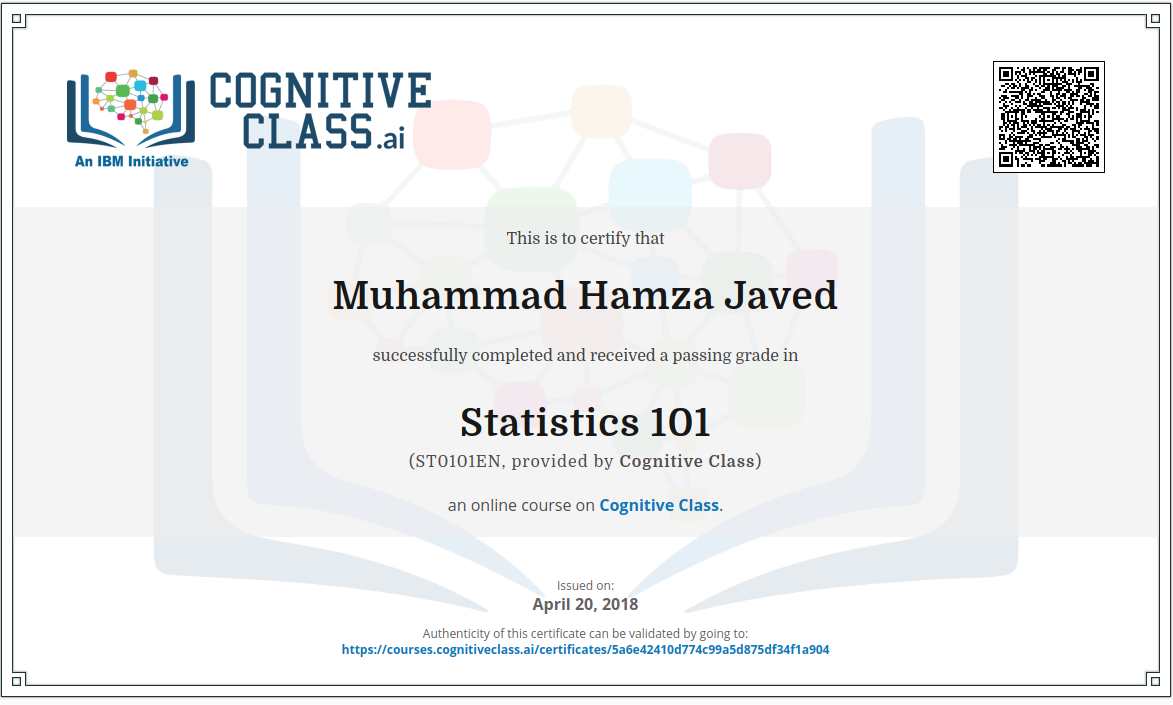 COGNITIVE
CLASS.ai
An IBM Initiative
This is to certify that
Muhammad Hamza Javed
successfully completed and received a passing grade in
Statistics 101
(ST0101EN, provided by Cognitive Class)
an online course on Cognitive Class.
Issued on:
April 20, 2018
Authenticity of this certificate can be validated by going to:
https://courses.cognitiveclass.ai/certificates/5a6e42410d774c99a5d875df34f1a904